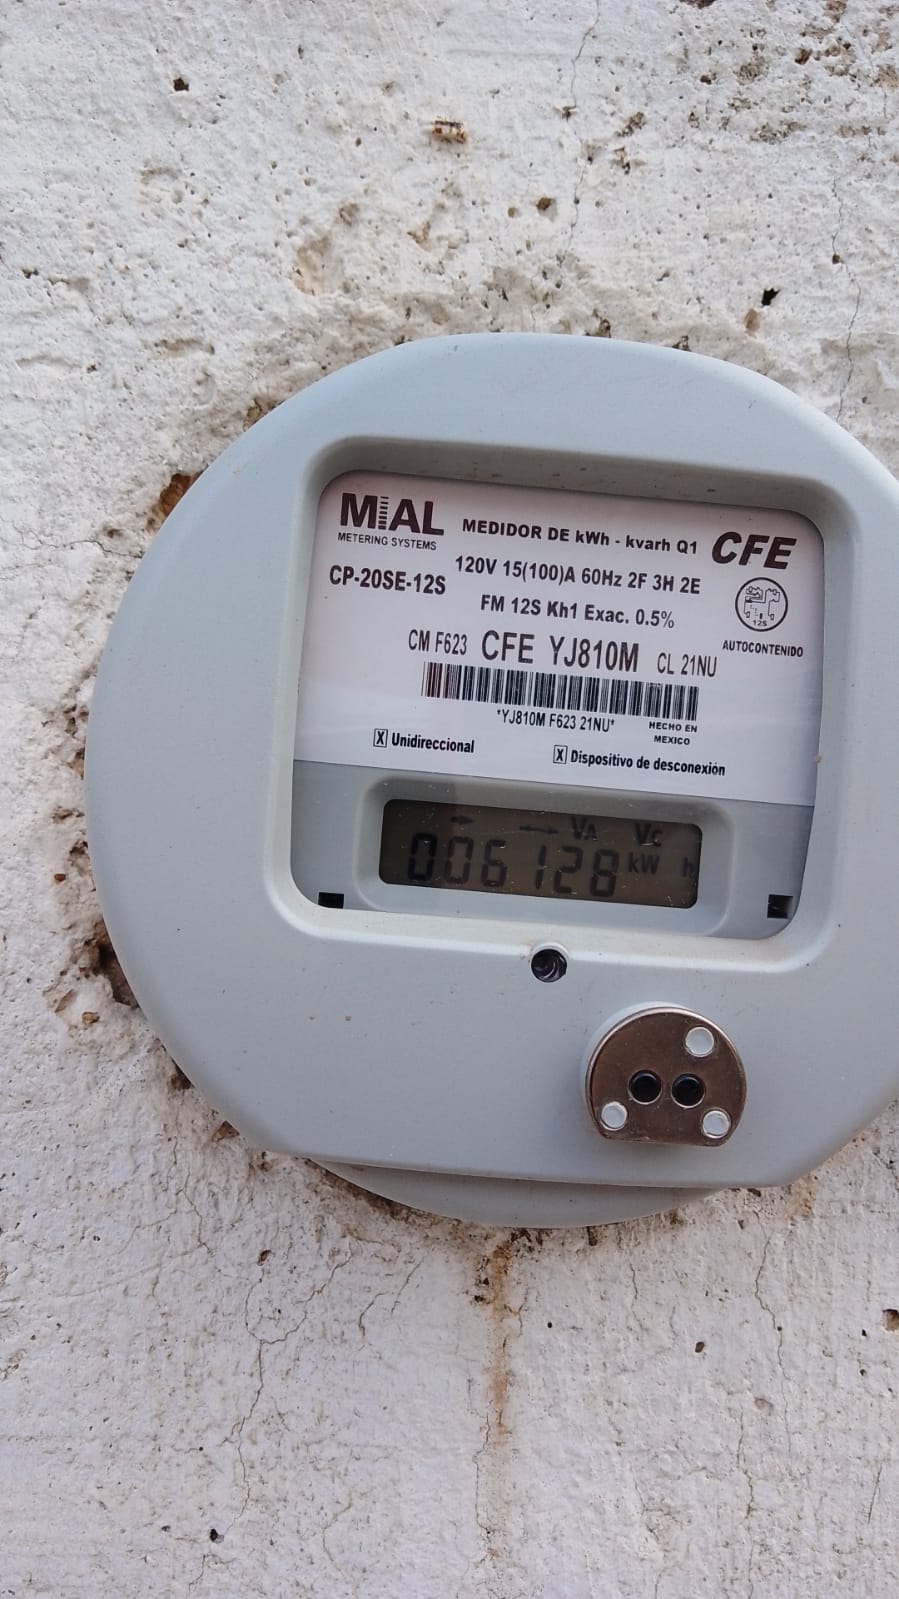 MIAL
METERING SYSTEMS
MEDIDOR DE kWh - kvarh Q1
CFE
CP-20SE-12S
120V 15(100)A 60Hz 2F 3H 2E
FM 12S Kh1 Exac. 0.5%
12S
AUTOCONTENIDO
CM F623 CFE YJ810M CL 21NU
*YJ810M F623 21NU*
HECHO EN
MEXICO
X Unidireccional
X Dispositivo de desconexión
VA VC
006128 kW h